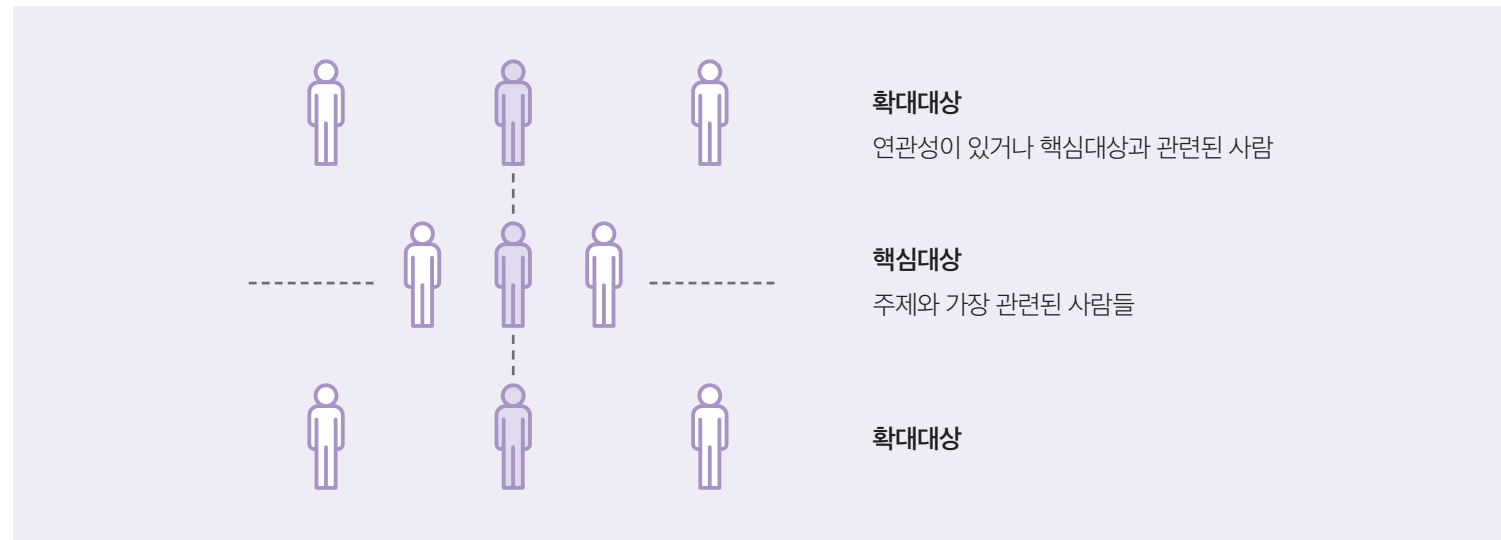 확대대상
연관성이 있거나 핵심대상과 관련된 사람
핵심대상
주제와 가장 관련된 사람들
확대대상